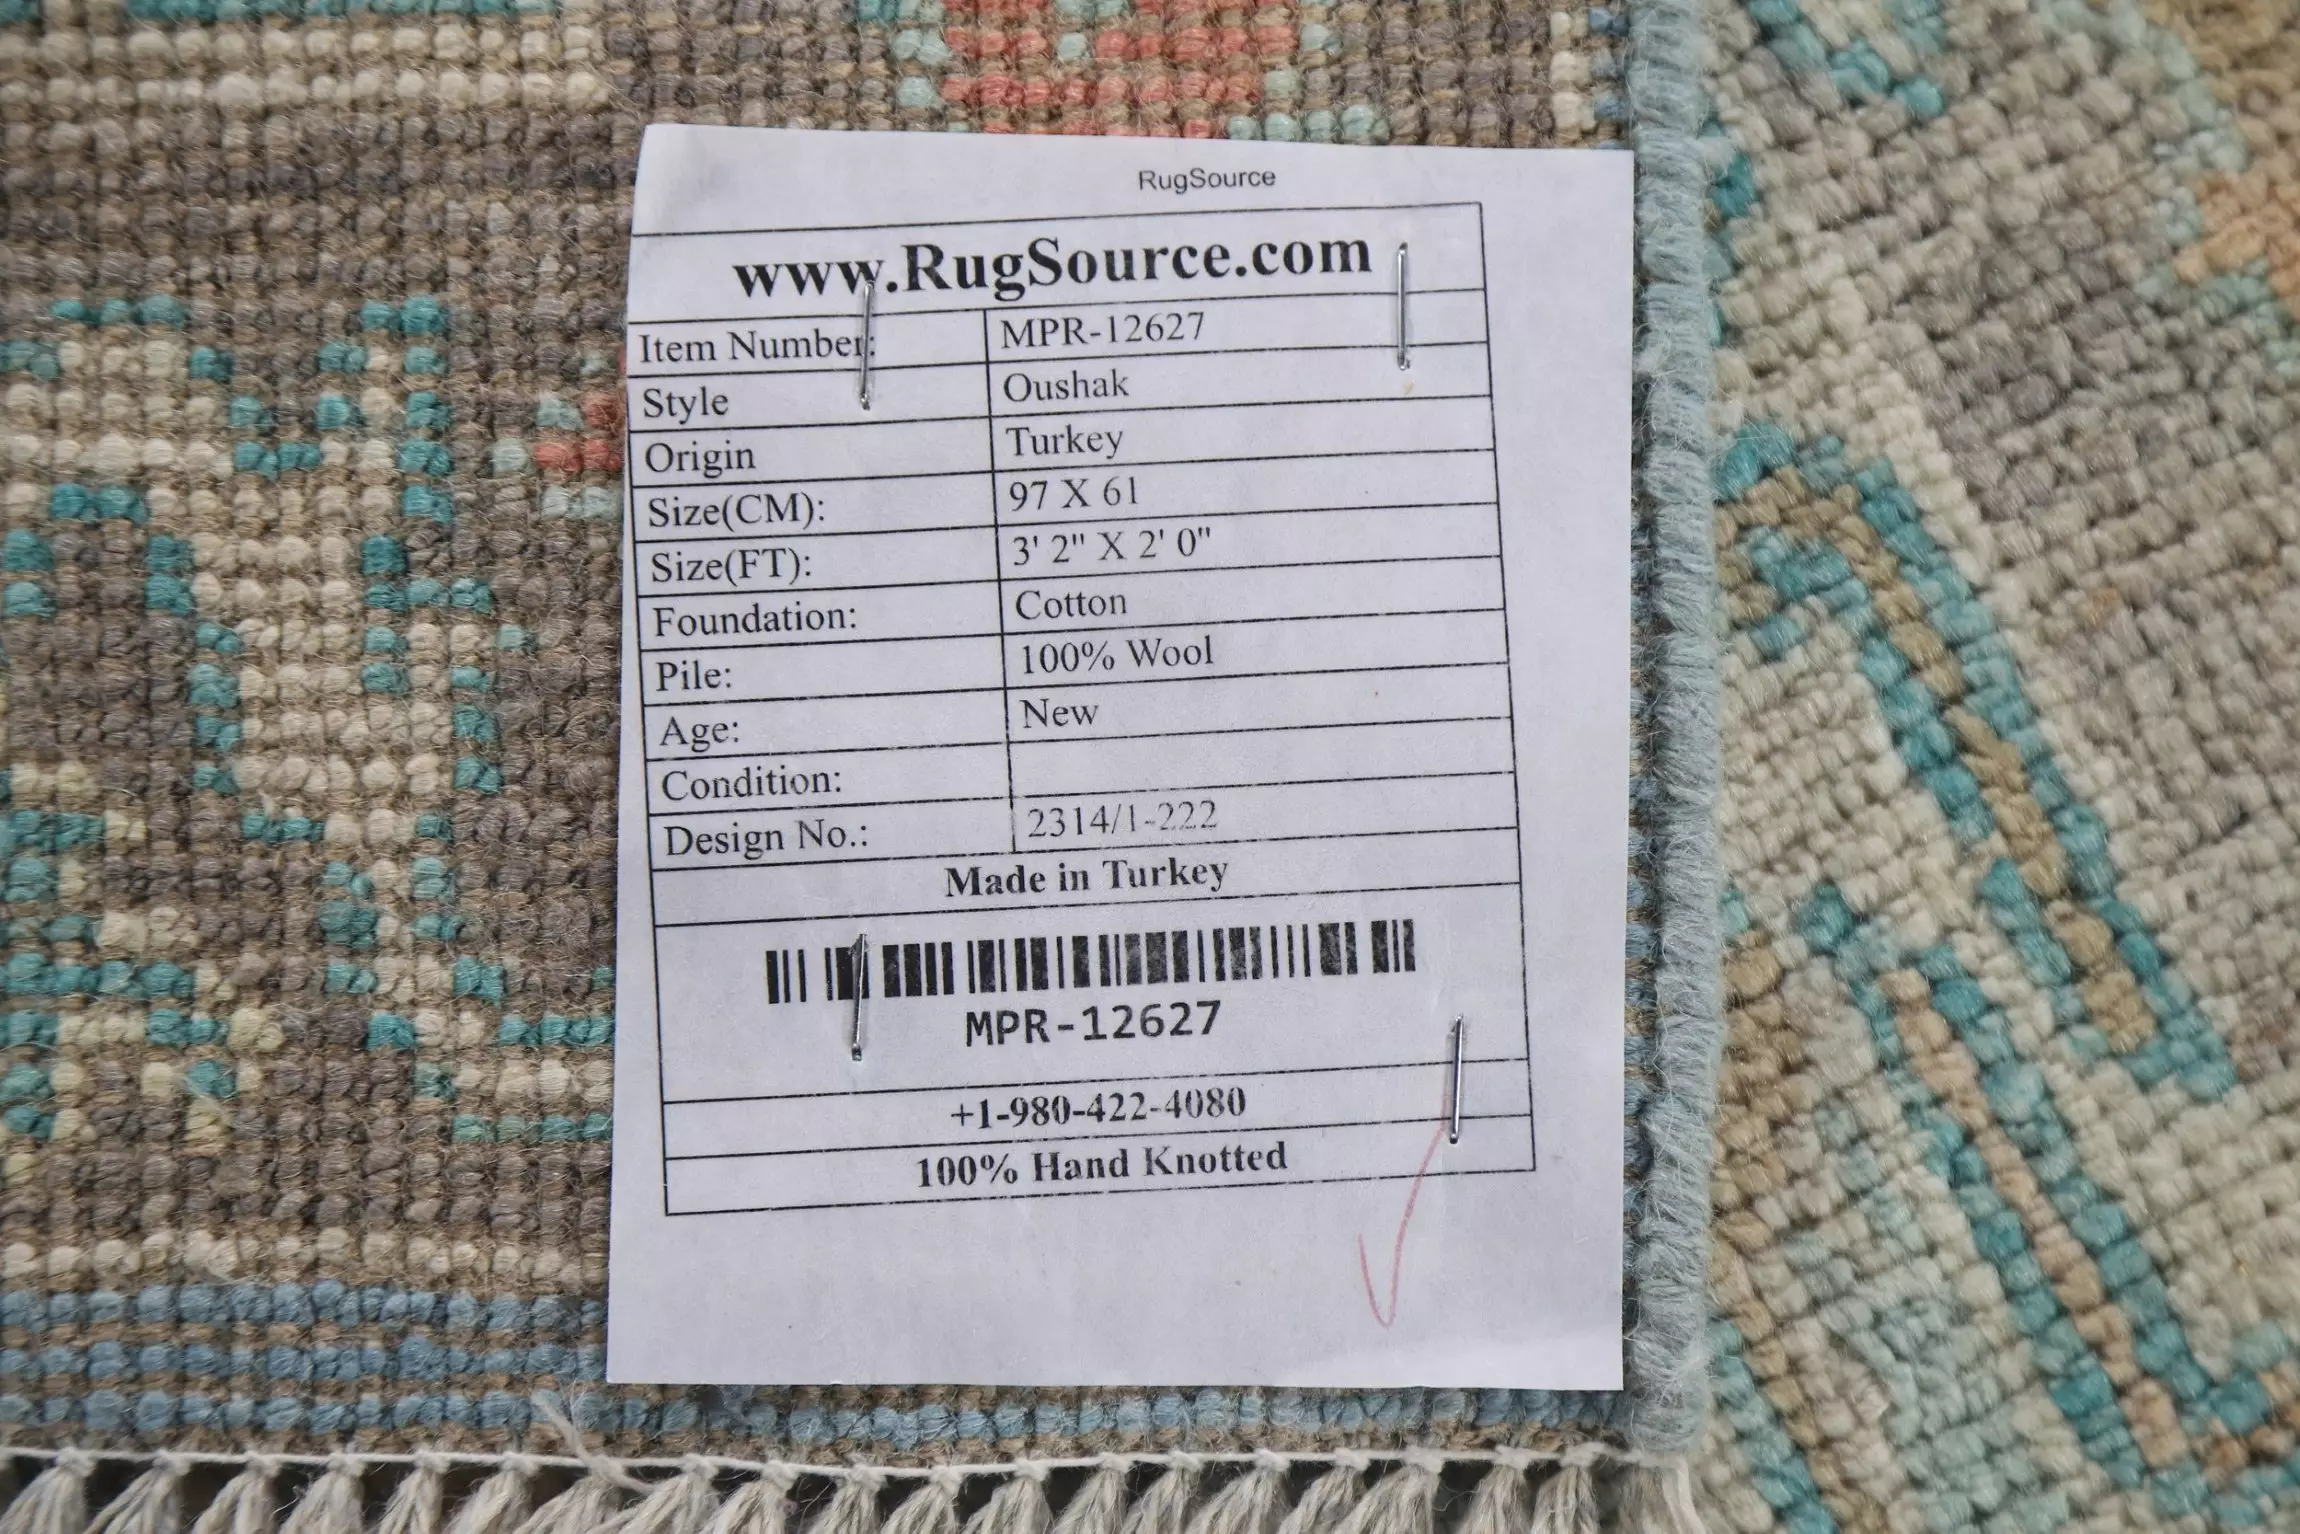 RugSource
www.RugSource.com
Item Number: MPR-12627
Style Oushak
Origin Turkey
Size(CM): 97 X 61
Size(FT): 3' 2" X 2' 0"
Foundation: Cotton
Pile: 100% Wool
Age: New
Condition:
Design No.: 2314/1-222
Made in Turkey
MPR-12627
+1-980-422-4080
100% Hand Knotted